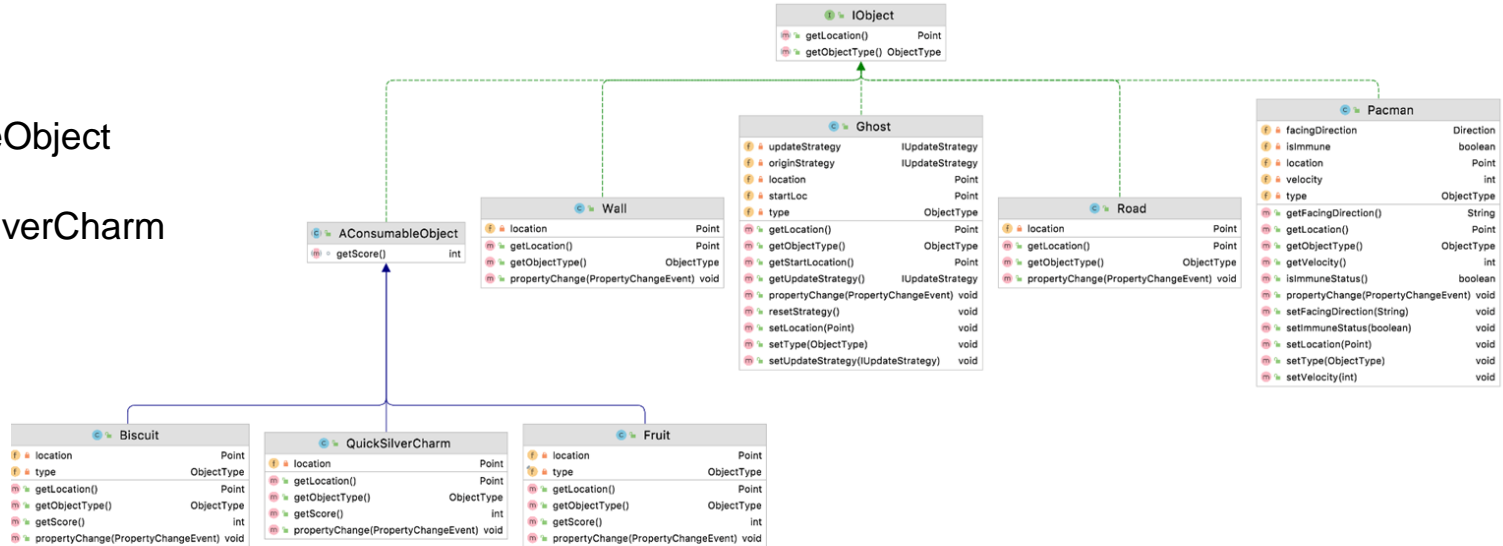 eObject
lverCharm
IObject
getLocation() Point
getObjectType() ObjectType
AConsumableObject
getScore() int
Wall
location Point
getLocation() Point
getObjectType() ObjectType
propertyChange(PropertyChangeEvent) void
Ghost
updateStrategy IUpdateStrategy
originStrategy IUpdateStrategy
location Point
startLoc Point
type ObjectType
getLocation() Point
getObjectType() ObjectType
getStartLocation() Point
getUpdateStrategy() IUpdateStrategy
propertyChange(PropertyChangeEvent) void
resetStrategy() void
setLocation(Point) void
setType(ObjectType) void
setUpdateStrategy(IUpdateStrategy) void
Road
location Point
getLocation() Point
getObjectType() ObjectType
propertyChange(PropertyChangeEvent) void
Pacman
facingDirection Direction
isImmune boolean
location Point
velocity int
type ObjectType
getFacingDirection() String
getLocation() Point
getObjectType() ObjectType
getVelocity() int
isImmuneStatus() boolean
propertyChange(PropertyChangeEvent) void
setFacingDirection(String) void
setImmuneStatus(boolean) void
setLocation(Point) void
setType(ObjectType) void
setVelocity(int) void
Biscuit
location Point
type ObjectType
getLocation() Point
getObjectType() ObjectType
getScore() int
propertyChange(PropertyChangeEvent) void
QuickSilverCharm
location Point
getLocation() Point
getObjectType() ObjectType
getScore() int
propertyChange(PropertyChangeEvent) void
Fruit
location Point
type ObjectType
getLocation() Point
getObjectType() ObjectType
getScore() int
propertyChange(PropertyChangeEvent) void